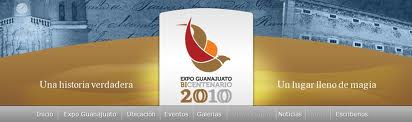 EXPO GUANAJUATO
BICENTENARIO
2010
Una historia verdadera
Un lugar lleno de magia
Inicio Expo Guanajuato Ubicación Eventos Galerías Noticias Escríbenos